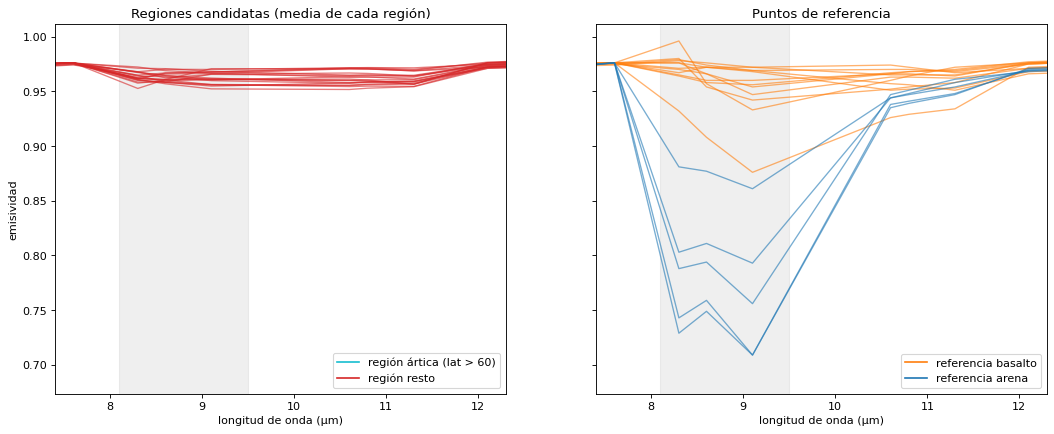 Regiones candidatas (media de cada región)
Puntos de referencia
1.00
0.95
0.90
0.85
0.80
0.75
0.70
emisividad
región ártica (lat > 60)
región resto
referencia basalto
referencia arena
8 9 10 11 12
8 9 10 11 12
longitud de onda (μm)
longitud de onda (μm)